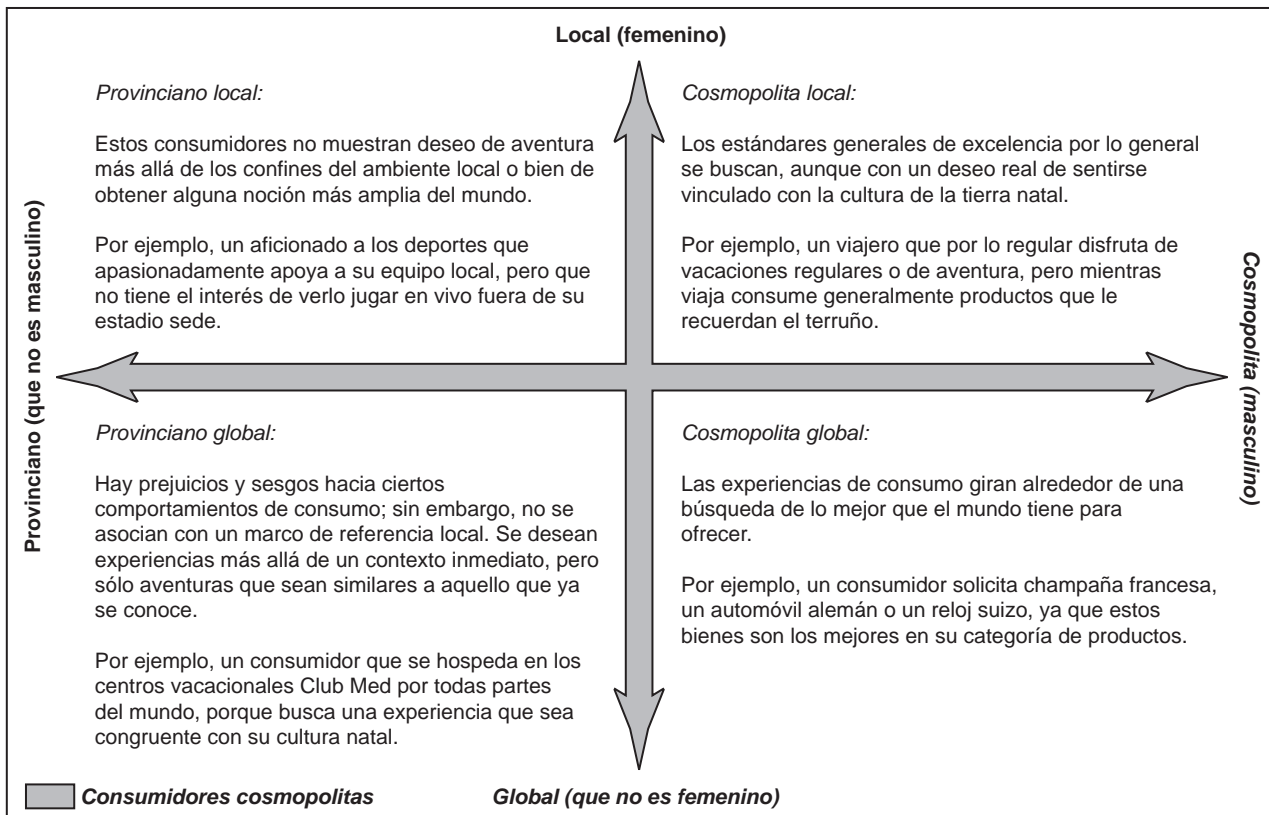 Local (femenino)
Provinciano local:
Estos consumidores no muestran deseo de aventura
más allá de los confines del ambiente local o bien de
obtener alguna noción más amplia del mundo.
Por ejemplo, un aficionado a los deportes que
apasionadamente apoya a su equipo local, pero que
no tiene el interés de verlo jugar en vivo fuera de su
estadio sede.
Cosmopolita local:
Los estándares generales de excelencia por lo general
se buscan, aunque con un deseo real de sentirse
vinculado con la cultura de la tierra natal.
Por ejemplo, un viajero que por lo regular disfruta de
vacaciones regulares o de aventura, pero mientras
viaja consume generalmente productos que le
recuerdan el terruño.
Provinciano (que no es masculino)
Cosmopolita (masculino)
Provinciano global:
Hay prejuicios y sesgos hacia ciertos
comportamientos de consumo; sin embargo, no se
asocian con un marco de referencia local. Se desean
experiencias más allá de un contexto inmediato, pero
sólo aventuras que sean similares a aquello que ya
se conoce.
Por ejemplo, un consumidor que se hospeda en los
centros vacacionales Club Med por todas partes
del mundo, porque busca una experiencia que sea
congruente con su cultura natal.
Cosmopolita global:
Las experiencias de consumo giran alrededor de una
búsqueda de lo mejor que el mundo tiene para
ofrecer.
Por ejemplo, un consumidor solicita champaña francesa,
un automóvil alemán o un reloj suizo, ya que estos
bienes son los mejores en su categoría de productos.
Consumidores cosmopolitas
Global (que no es femenino)